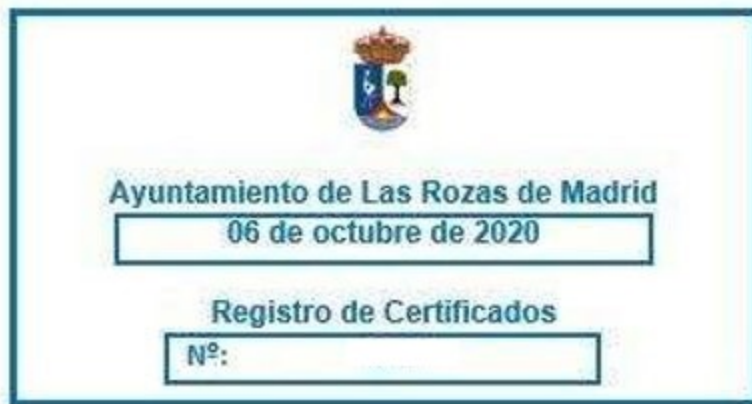 Ayuntamiento de Las Rozas de Madrid
06 de octubre de 2020
Registro de Certificados
Nº: